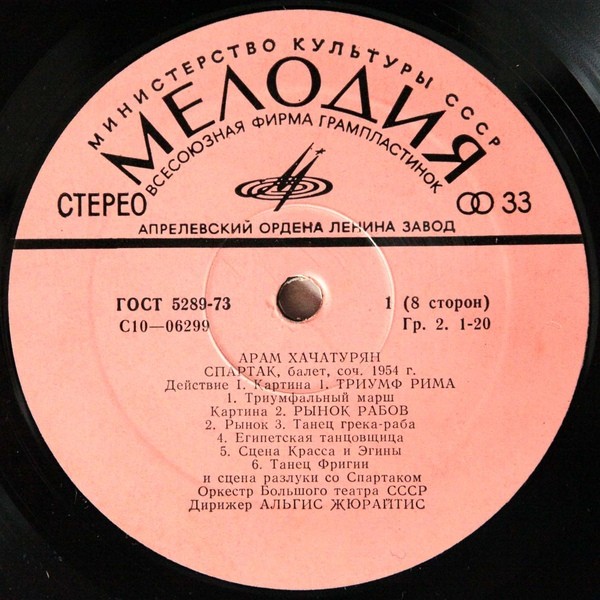 МИНИСТЕРСТВО КУЛЬТУРЫ СССР
МЕЛОДИЯ
ВСЕСОЮЗНАЯ ФИРМА ГРАМПЛАСТИНОК
СТЕРЕО
33
АПРЕЛЕВСКИЙ ОРДЕНА ЛЕНИНА ЗАВОД
ГОСТ 5289-73
1 (8 сторон)
С10—06299
Гр. 2. 1-20
АРАМ ХАЧАТУРЯН
СПАРТАК, балет, соч. 1954 г.
Действие 1. Картина 1. ТРИУМФ РИМА
1. Триумфальный марш
Картина 2. РЫНОК РАБОВ
2. Рынок 3. Танец грека-раба
4. Египетская танцовщица
5. Сцена Красса и Эгины
6. Танец Фригии
и сцена разлуки со Спартаком
Оркестр Большого театра СССР
Дирижер АЛЬГИС ЖЮРАЙТИС